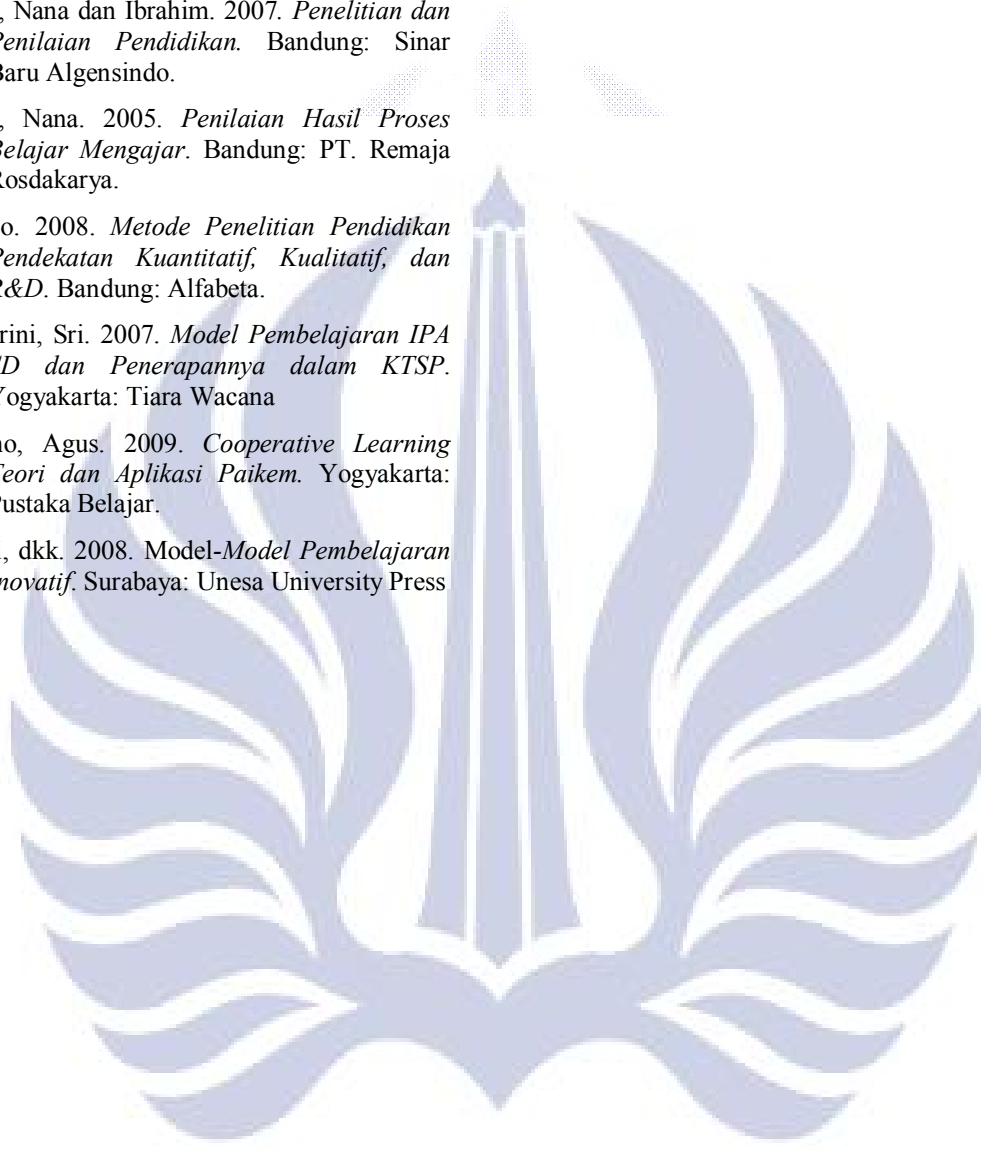 , Nana dan Ibrahim. 2007. Penelitian dan
Penilaian Pendidikan. Bandung: Sinar
Baru Algensindo.
, Nana. 2005. Penilaian Hasil Proses
Belajar Mengajar. Bandung: PT. Remaja
Rosdakarya.
o. 2008. Metode Penelitian Pendidikan
Pendekatan Kuantitatif, Kualitatif, dan
R&D. Bandung: Alfabeta.
rini, Sri. 2007. Model Pembelajaran IPA
SD dan Penerapannya dalam KTSP.
Yogyakarta: Tiara Wacana
no, Agus. 2009. Cooperative Learning
Teori dan Aplikasi Paikem. Yogyakarta:
Pustaka Belajar.
, dkk. 2008. Model-Model Pembelajaran
Inovatif. Surabaya: Unesa University Press